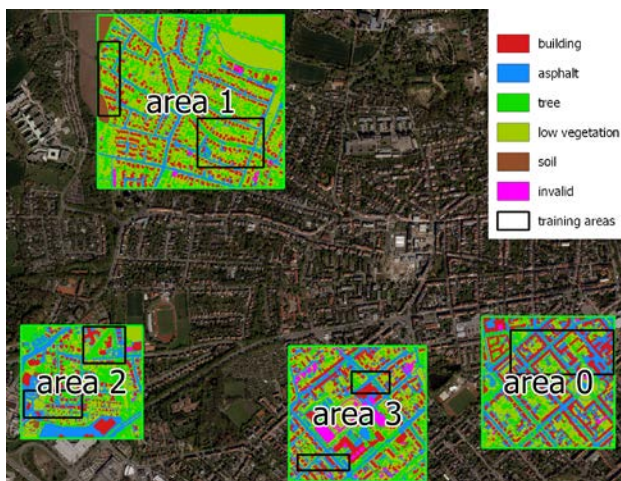 building
asphalt
tree
low vegetation
soil
invalid
training areas
area 1
area 2
area 3
area 0